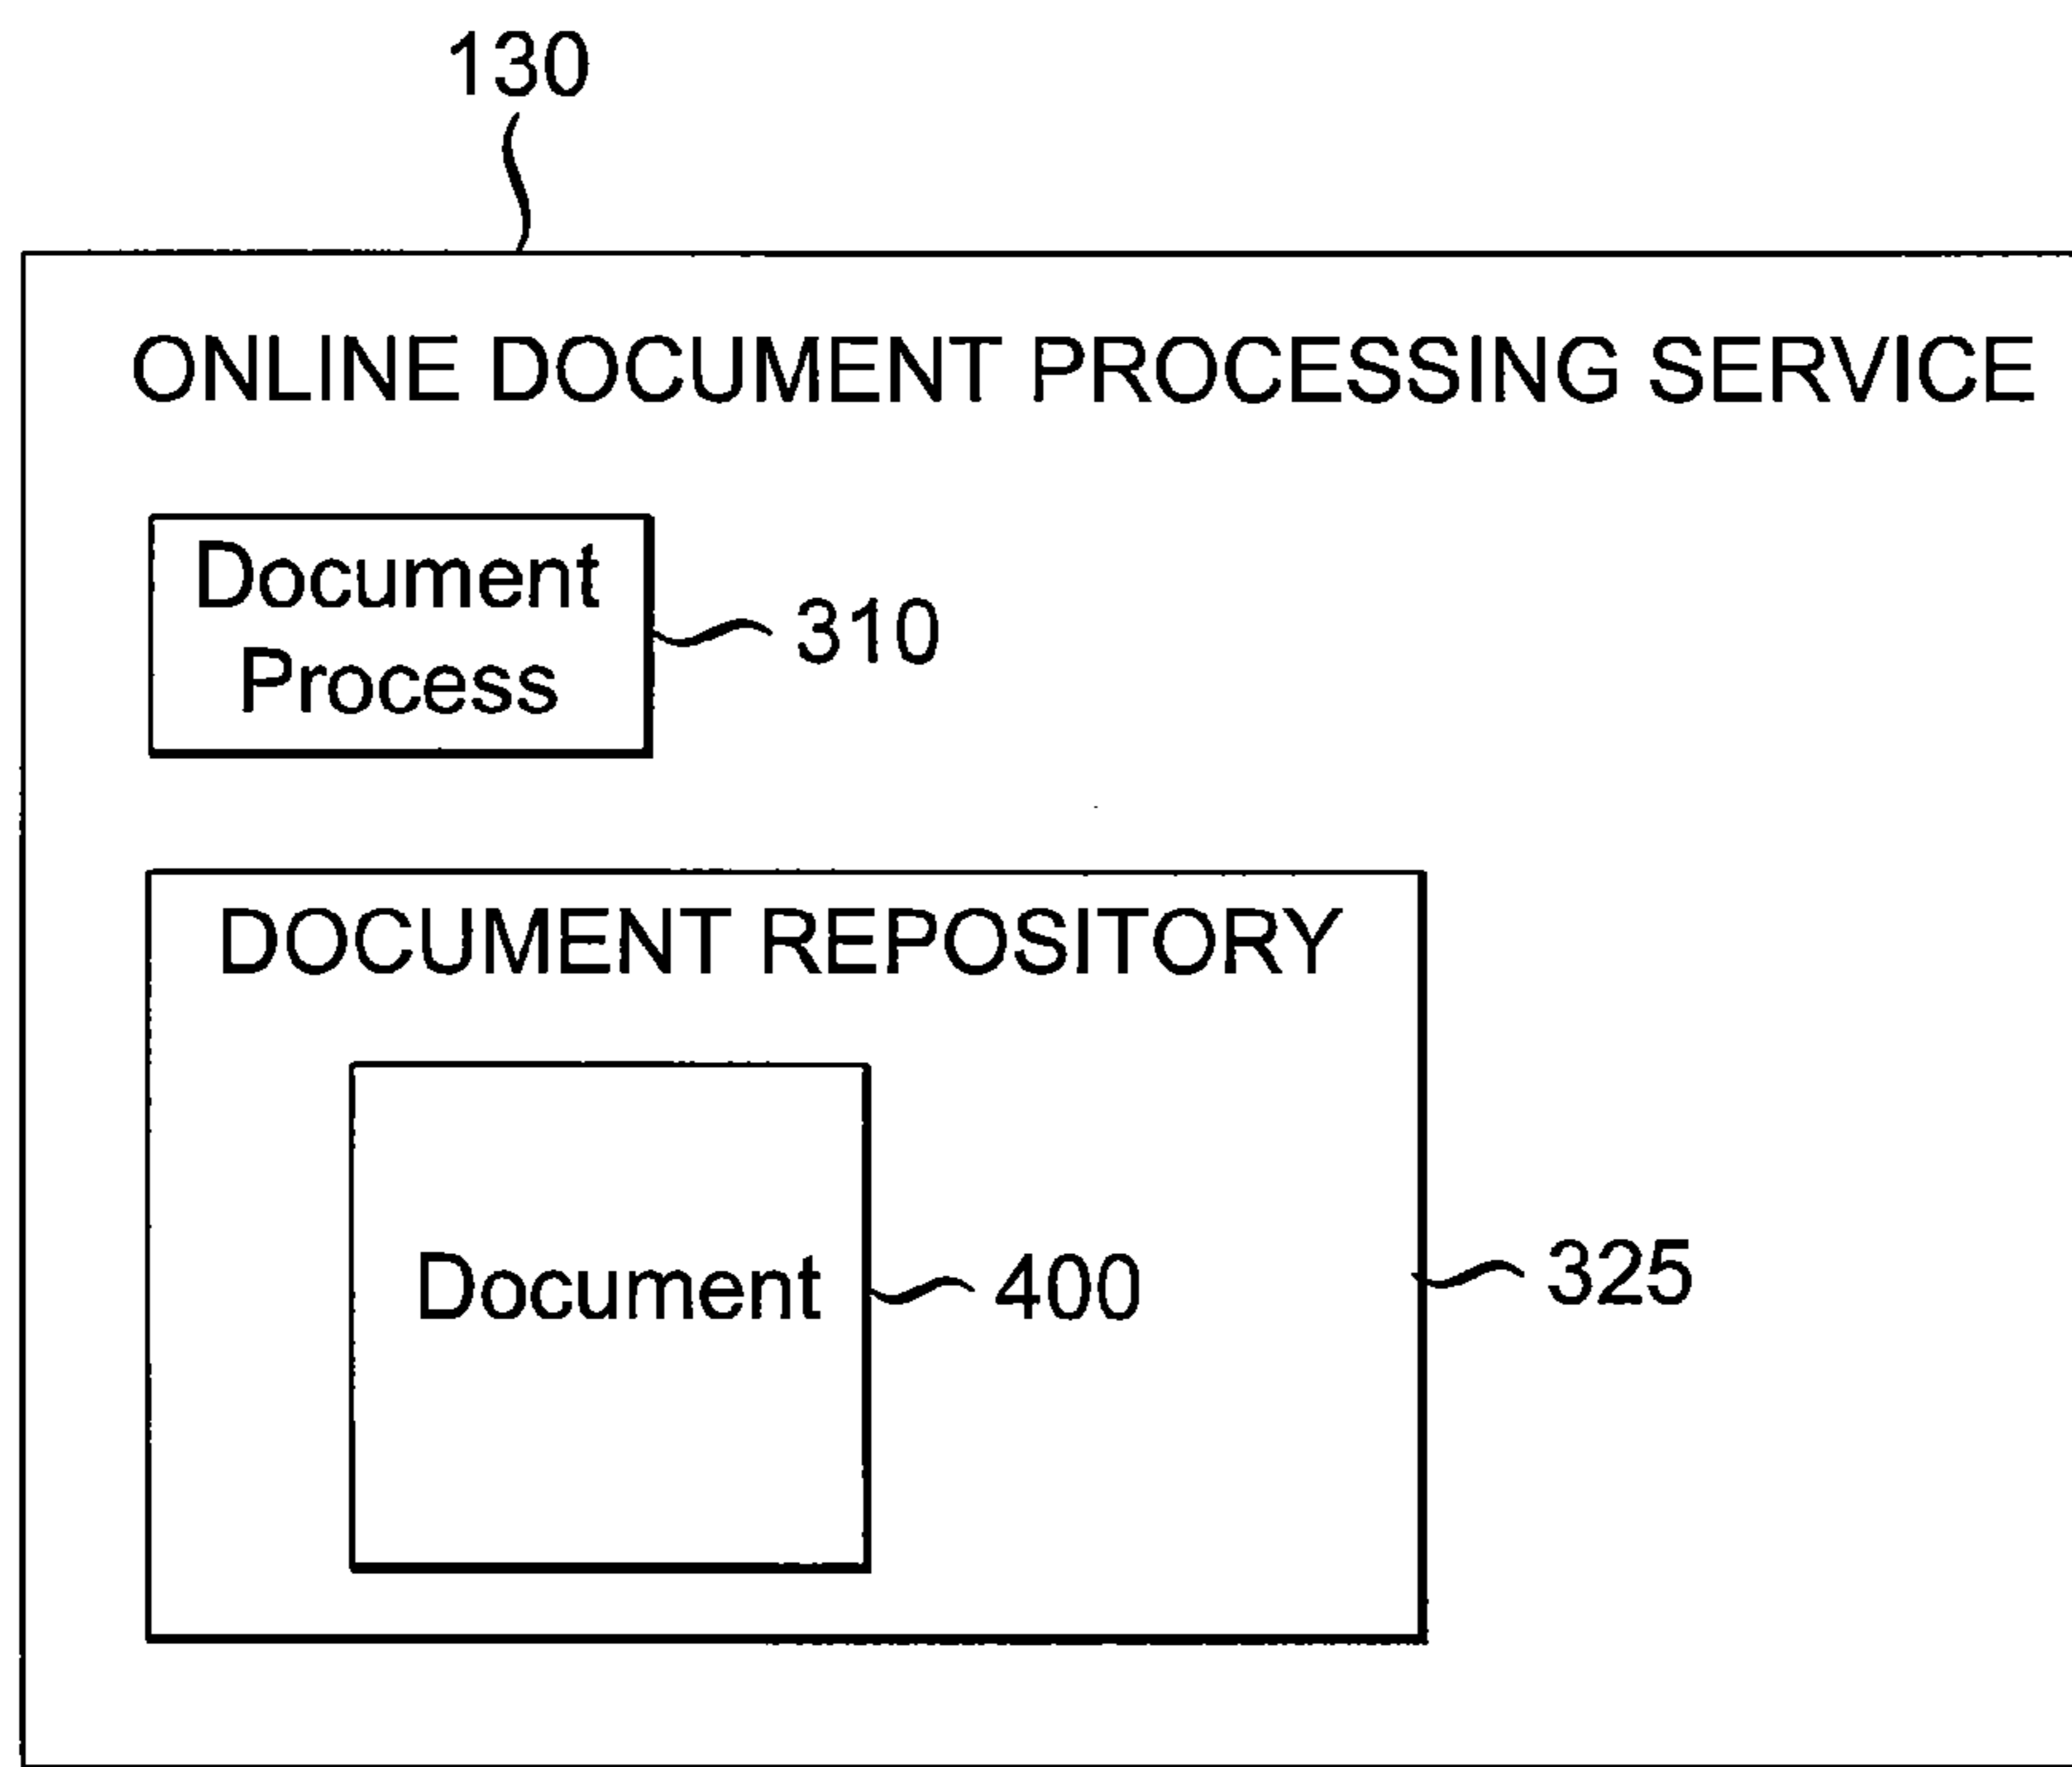 130
ONLINE DOCUMENT PROCESSING SERVICE
Document
Process
310
DOCUMENT REPOSITORY
Document
400
325